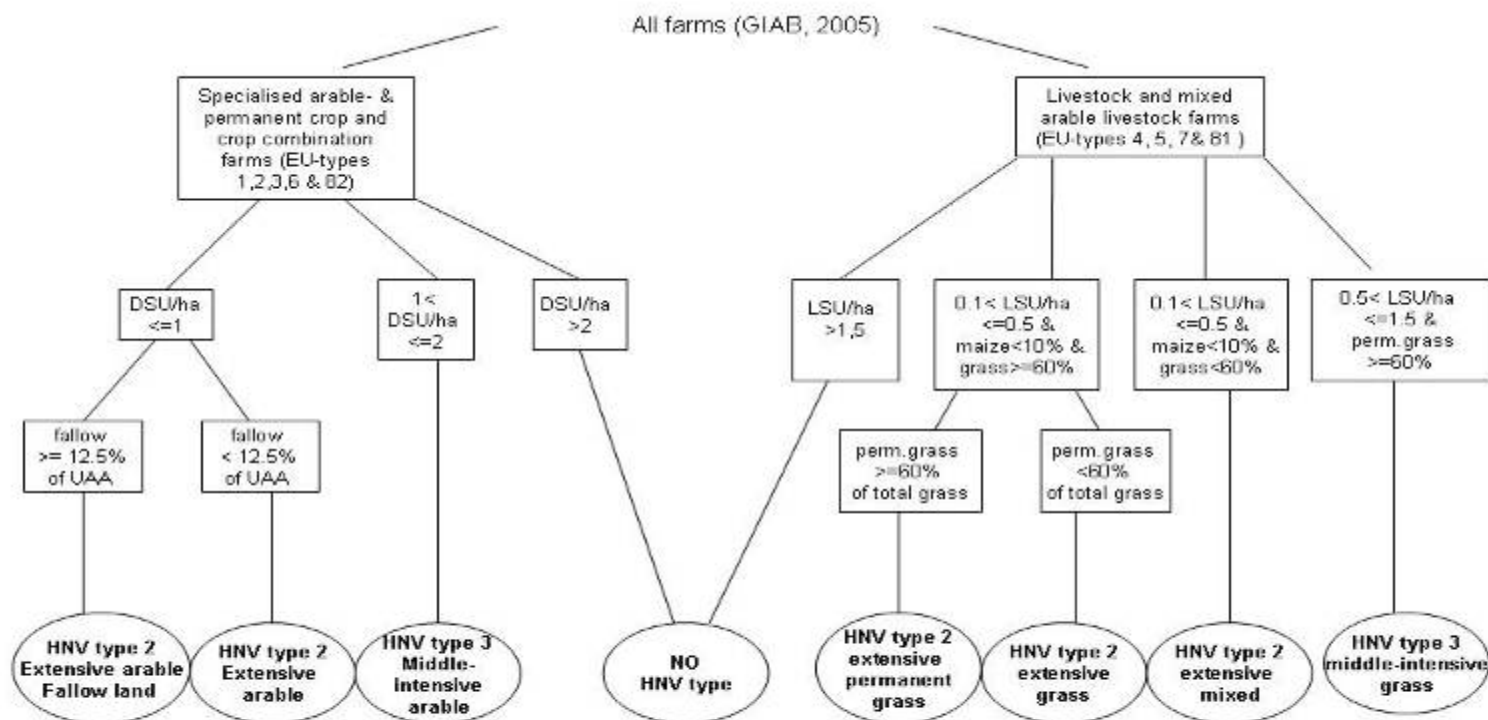 All farms (GIAB, 2005)
Specialised arable- &
permanent crop and
crop combination
farms (EU-types
1,2,3,6 & 82)
Livestock and mixed
arable livestock farms
(EU-types 4, 5, 7& 81 )
DSU/ha
<=1
1<
DSU/ha
<=2
DSU/ha
>2
LSU/ha
>1,5
0.1< LSU/ha
<=0.5 &
maize<10% &
grass>=60%
0.1< LSU/ha
<=0.5 &
maize<10% &
grass<60%
0.5< LSU/ha
<=1.5 &
perm.grass
>=60%
fallow
>= 12.5%
of UAA
fallow
< 12.5%
of UAA
perm.grass
>=60%
of total grass
perm.grass
<60%
of total grass
HNV type 2
Extensive arable
Fallow land
HNV type 2
Extensive
arable
HNV type 3
Middle-
intensive
arable
NO
HNV type
HNV type 2
extensive
permanent
grass
HNV type 2
extensive
grass
HNV type 2
extensive
mixed
HNV type 3
middle-intensive
grass